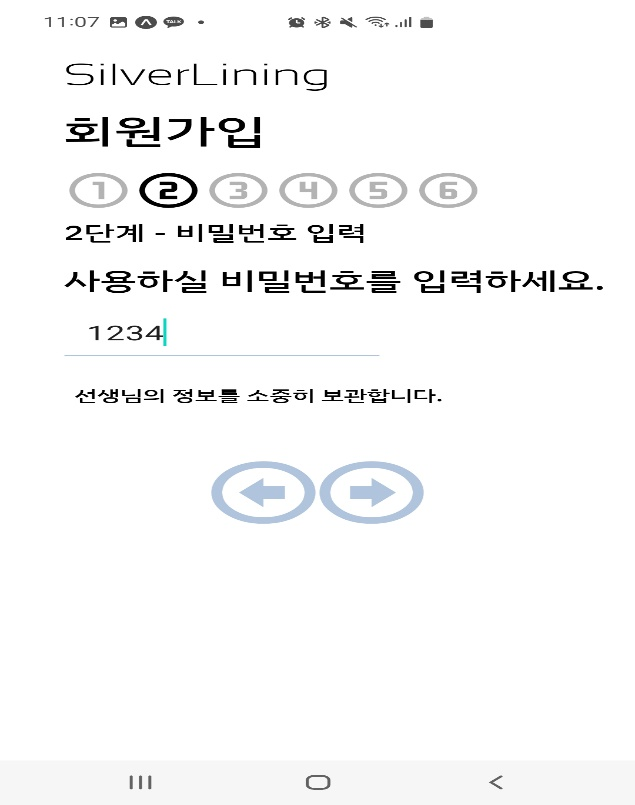 11:07
SilverLining
회원가입
1 2 3 4 5 6
2단계 - 비밀번호 입력
사용하실 비밀번호를 입력하세요.
1234
선생님의 정보를 소중히 보관합니다.